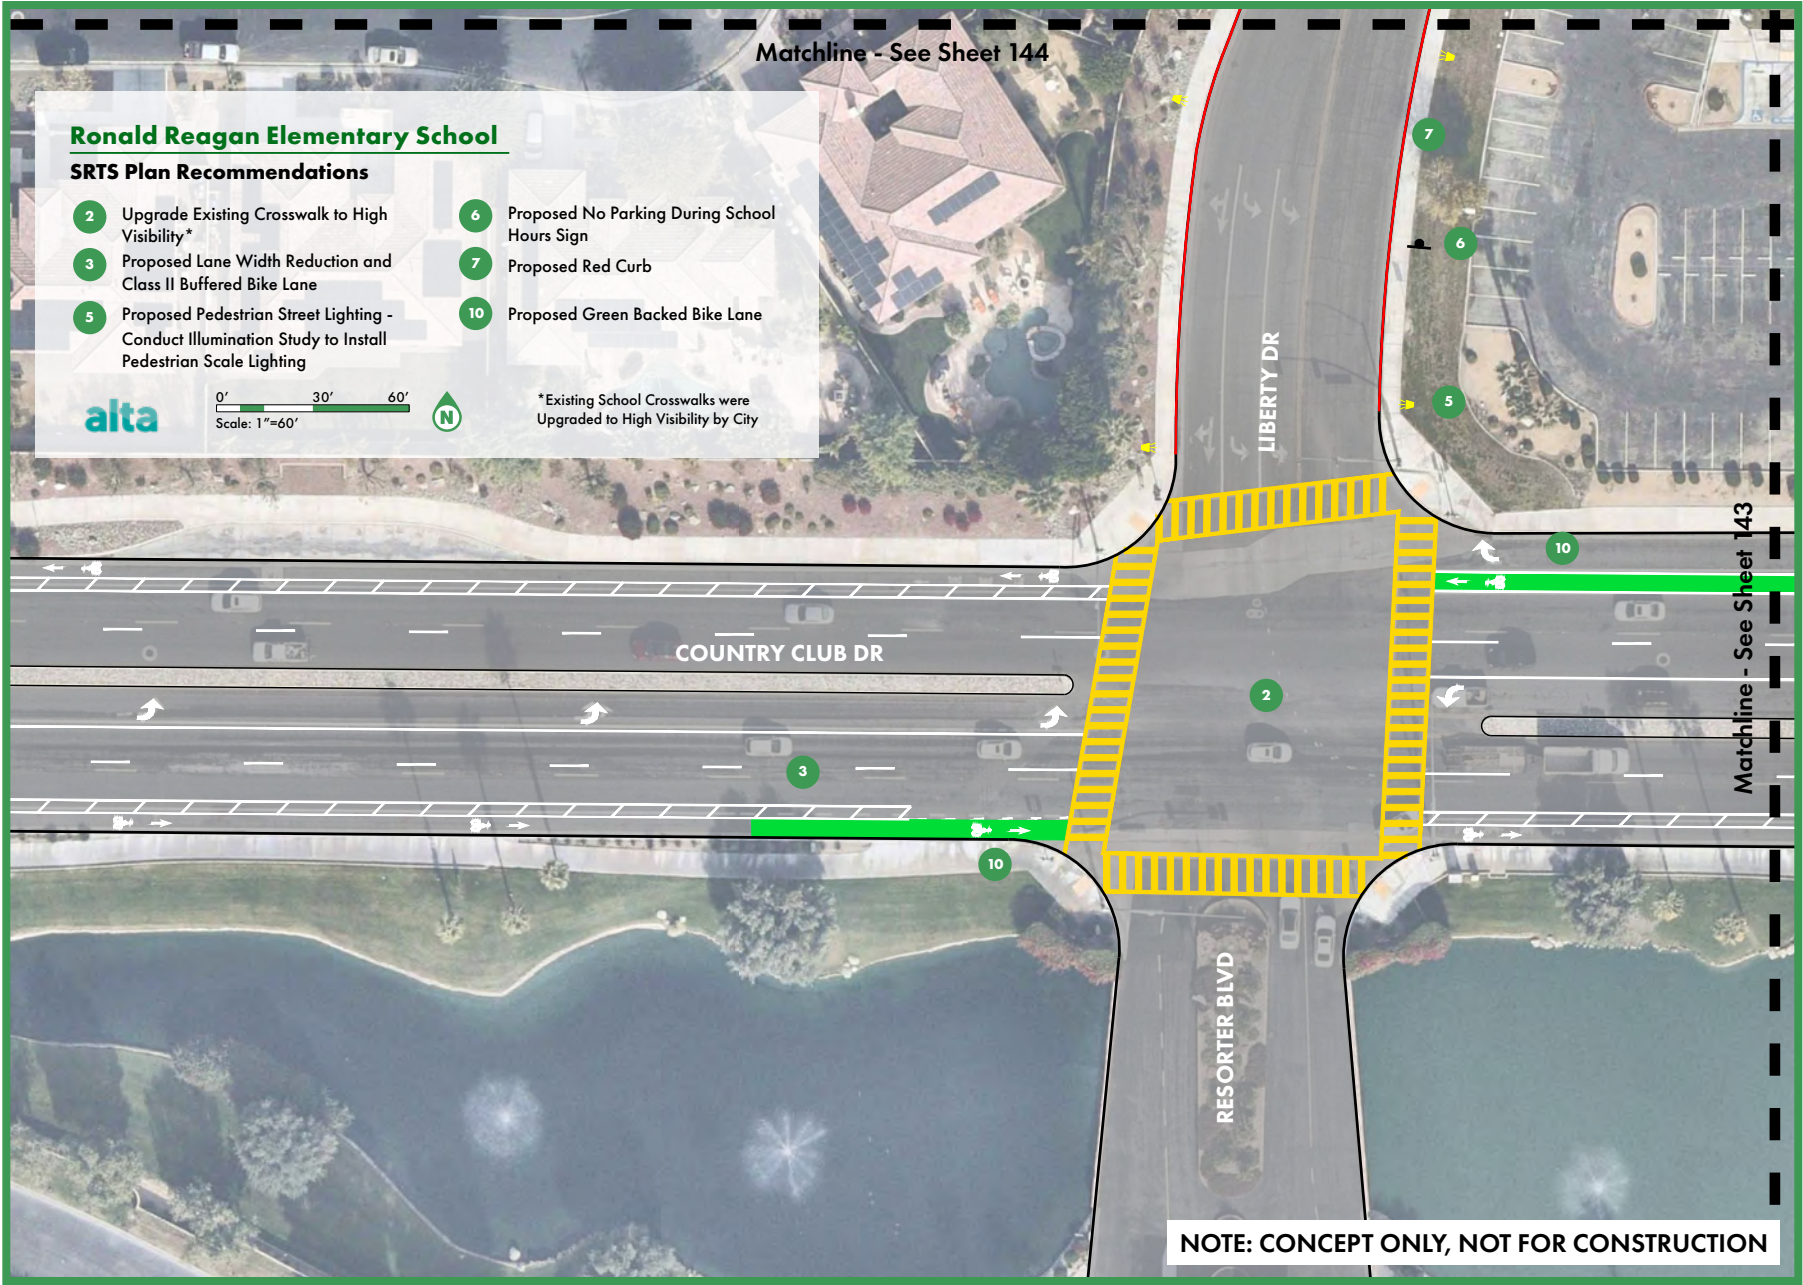 Matchline - See Sheet 144
Ronald Reagan Elementary School
SRTS Plan Recommendations
2 Upgrade Existing Crosswalk to High
Visibility*
3 Proposed Lane Width Reduction and
Class II Buffered Bike Lane
5 Proposed Pedestrian Street Lighting -
Conduct Illumination Study to Install
Pedestrian Scale Lighting
6 Proposed No Parking During School
Hours Sign
7 Proposed Red Curb
10 Proposed Green Backed Bike Lane
alta
0' 30' 60'
Scale: 1"=60'
N
*Existing School Crosswalks were
Upgraded to High Visibility by City
7
6
5
LIBERTY DR
10
Matchline - See Sheet 143
COUNTRY CLUB DR
2
3
10
RESORTER BLVD
NOTE: CONCEPT ONLY, NOT FOR CONSTRUCTION